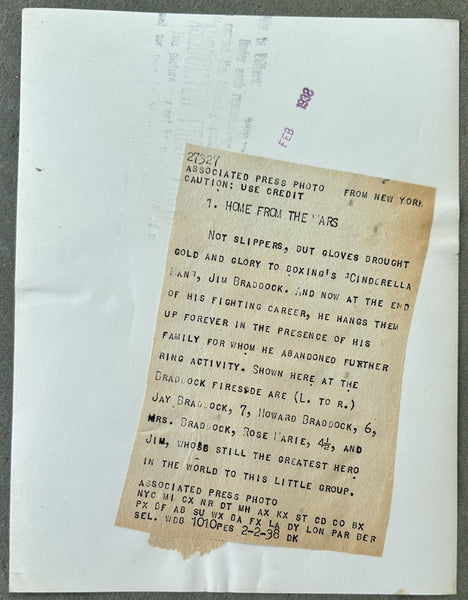 FEB 1938
27327
ASSOCIATED PRESS PHOTO FROM NEW YORK
CAUTION: USE CREDIT
1. HOME FROM THE WARS
NOT SLIPPERS, BUT GLOVES BROUGHT
GOLD AND GLORY TO BOXING'S "CINDERELLA
MAN", JIM BRADDOCK. AND NOW AT THE END
OF HIS FIGHTING CAREER, HE HANGS THEM
UP FOREVER IN THE PRESENCE OF HIS
FAMILY FOR WHOM HE ABANDONED FURTHER
RING ACTIVITY. SHOWN HERE AT THE
BRADDOCK FIRESIDE ARE (L. TO R.)
JAY BRADDOCK, 7, HOWARD BRADDOCK, 6,
MRS. BRADDOCK, ROSE MARIE, 4½, AND
JIM, WHOSE STILL THE GREATEST HERO
IN THE WORLD TO THIS LITTLE GROUP.
ASSOCIATED PRESS PHOTO
NYC MI CX NR DT MH AX KX ST CD CO BX
PX BF AB SU WX BA FX LA DY LON PAR BER
SEL. WDB 1010PES 2-2-38 DK